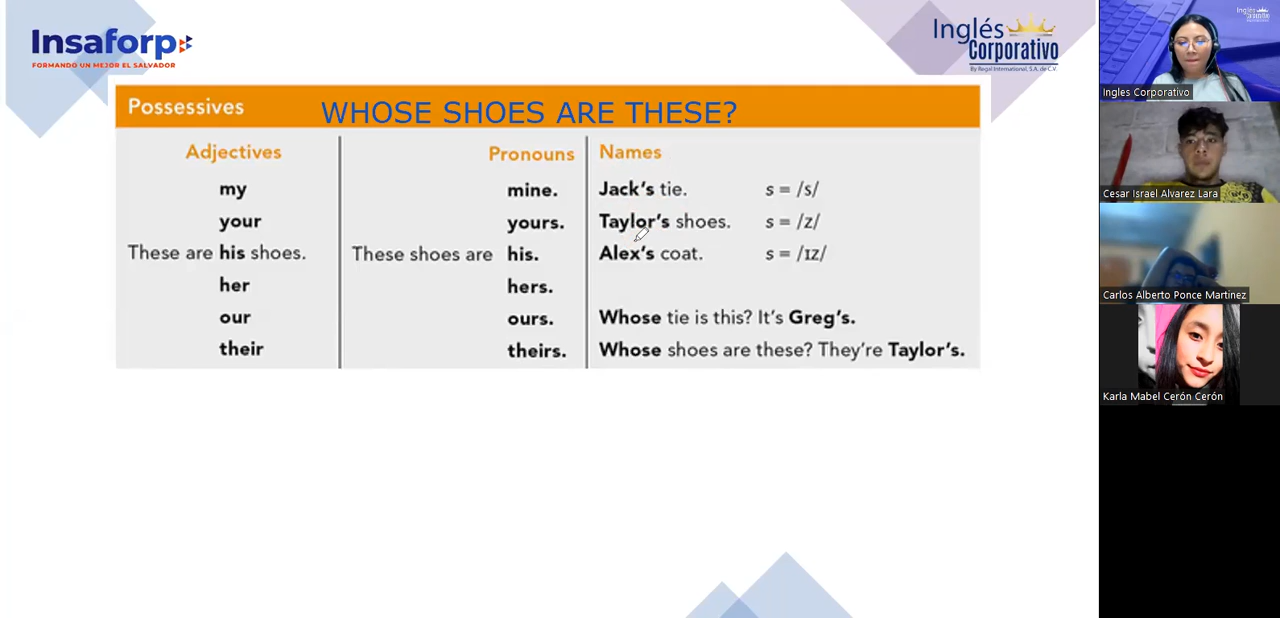 Insaforp
FORMANDO UN MEJOR EL SALVADOR
Inglés
Corporativo
By Regal International, S.A. de C.V.
Possessives
WHOSE SHOES ARE THESE?
Adjectives
my
your
These are his shoes.
her
our
their
Pronouns
mine.
yours.
These shoes are his.
hers.
ours.
theirs.
Names
Jack's tie. s = /s/
Taylor's shoes. s = /z/
Alex's coat. s = /ɪz/
Whose tie is this? It's Greg's.
Whose shoes are these? They're Taylor's.
Inglés
Ingles Corporativo
Cesar Israel Alvarez Lara
Carlos Alberto Ponce Martinez
Karla Mabel Cerón Cerón